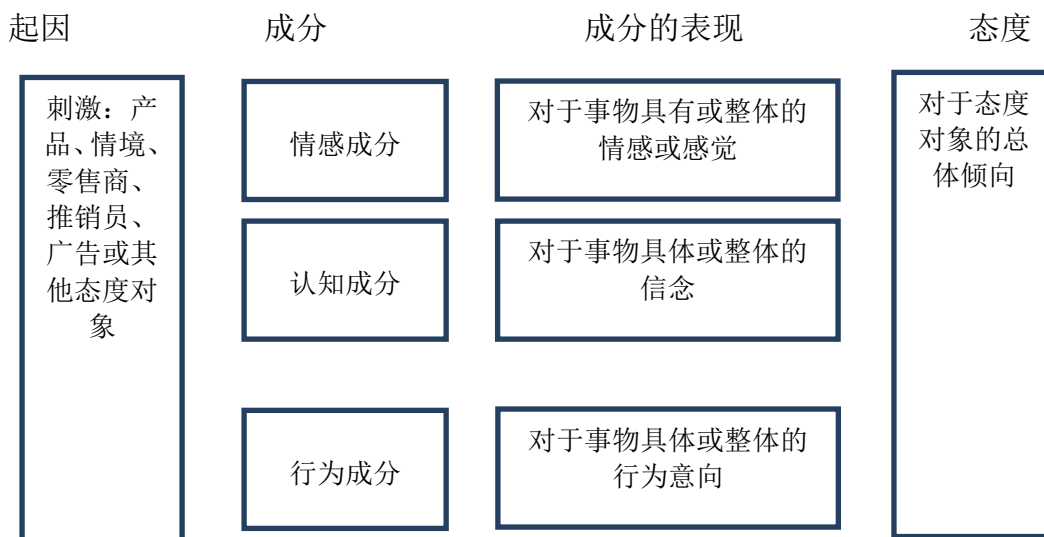 起因
成分
成分的表现
态度
刺激：产
品、情境、
零售商、
推销员、
广告或其
他态度对
象
情感成分
对于事物具有或整体的
情感或感觉
认知成分
对于事物具体或整体的
信念
行为成分
对于事物具体或整体的
行为意向
对于态度
对象的总
体倾向